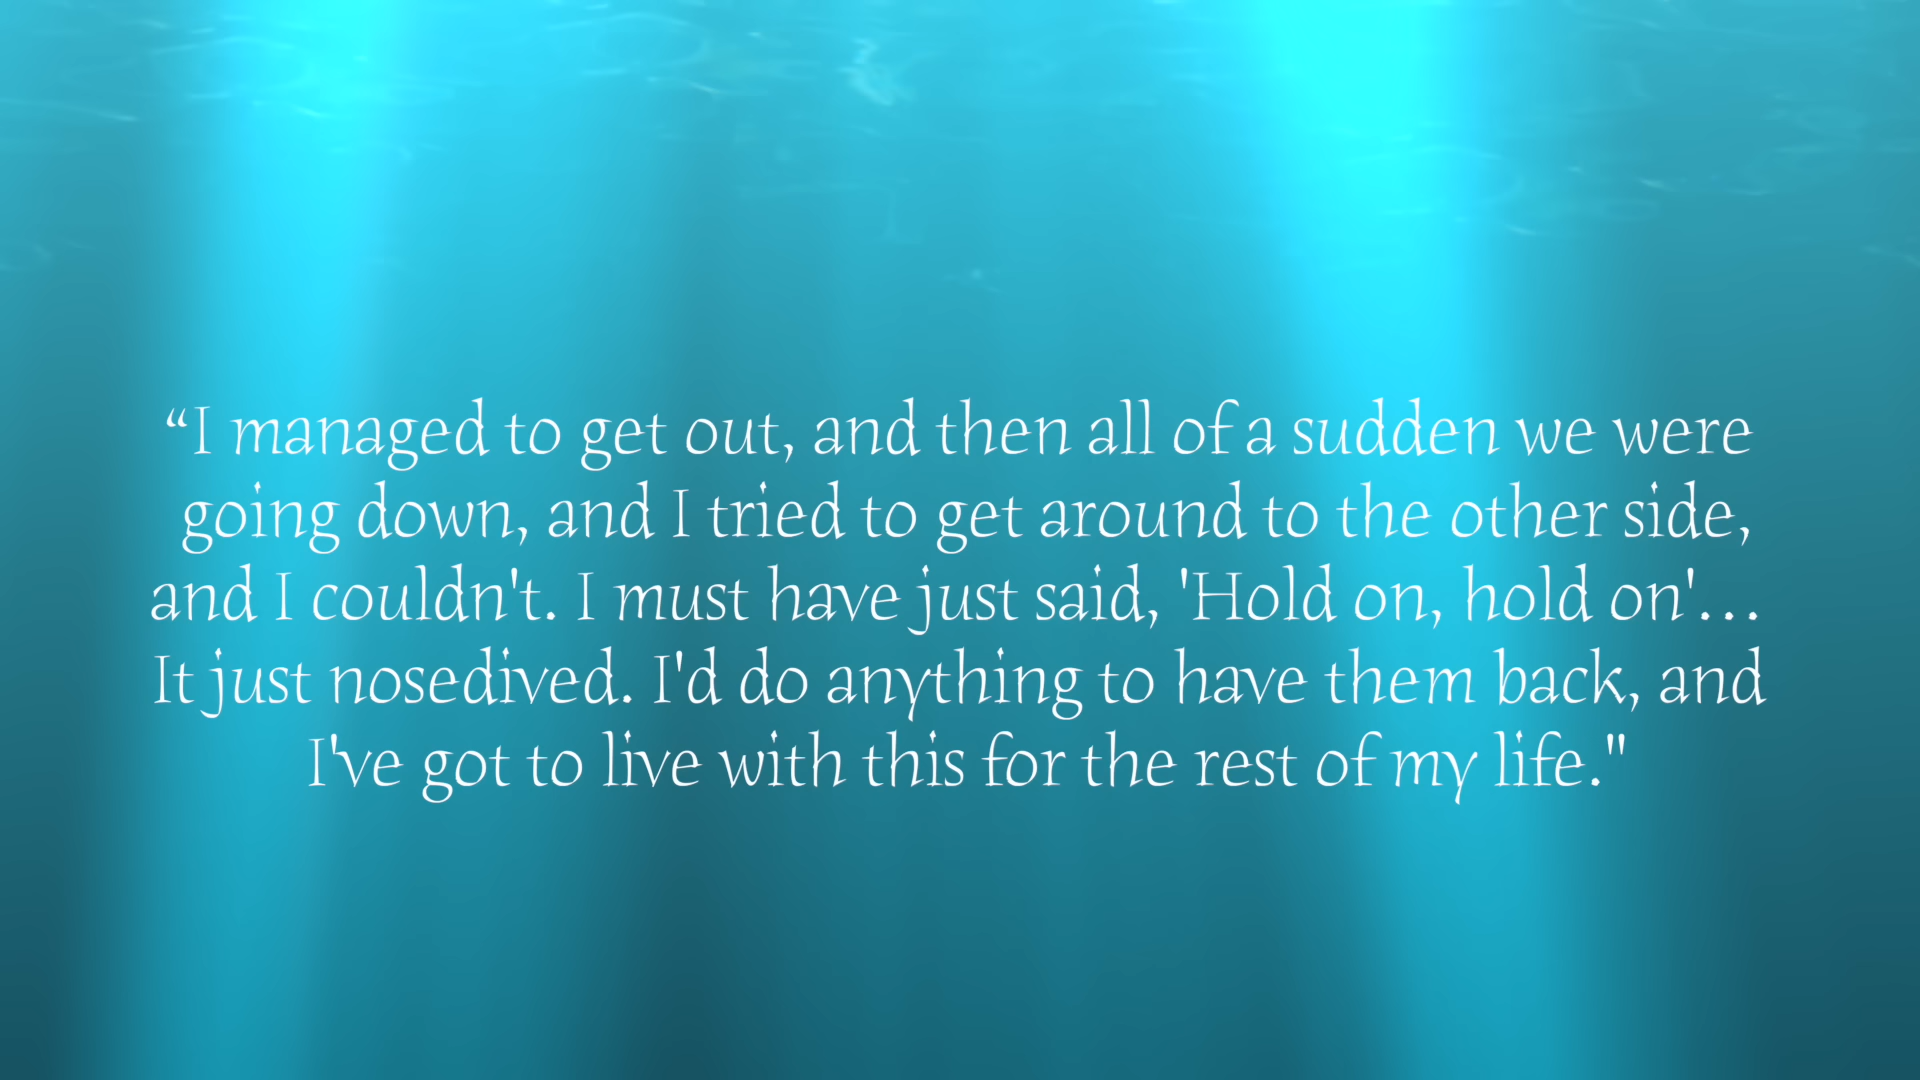 “I managed to get out, and then all of a sudden we were
going down, and I tried to get around to the other side,
and I couldn't. I must have just said, 'Hold on, hold on'...
It just nosedived. I'd do anything to have them back, and
I've got to live with this for the rest of my life."